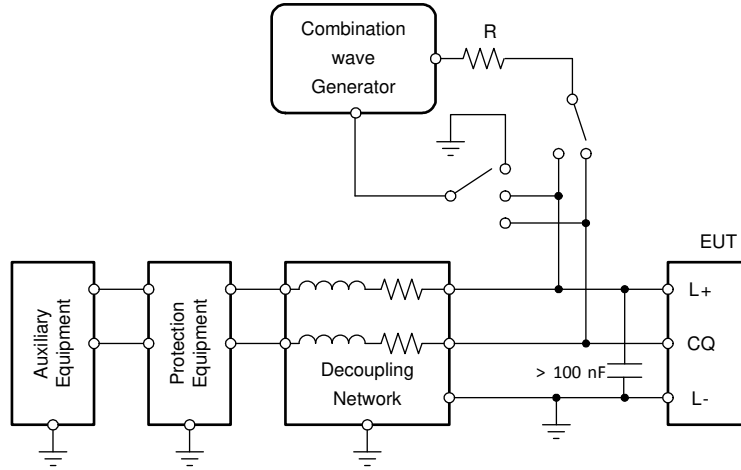 Combination
wave
Generator
R
EUT
Auxiliary
Equipment
Protection
Equipment
Decoupling
Network
L+
CQ
> 100 nF
L-